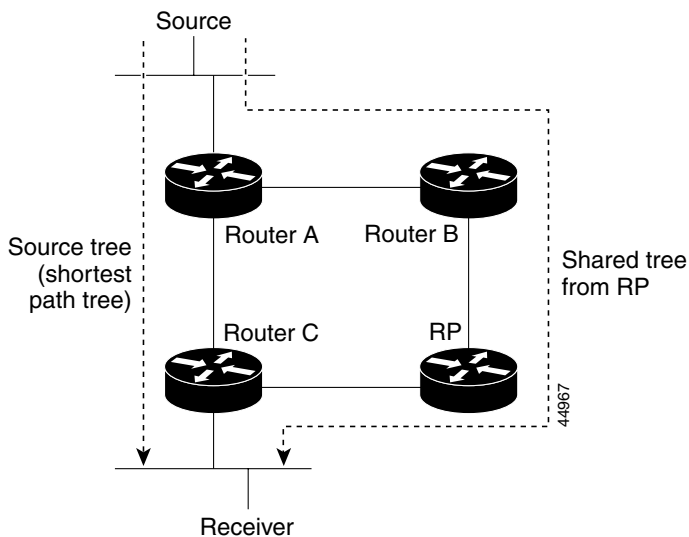 Source
Router A
Router B
Source tree
(shortest
path tree)
Shared tree
from RP
Router C
RP
44967
Receiver